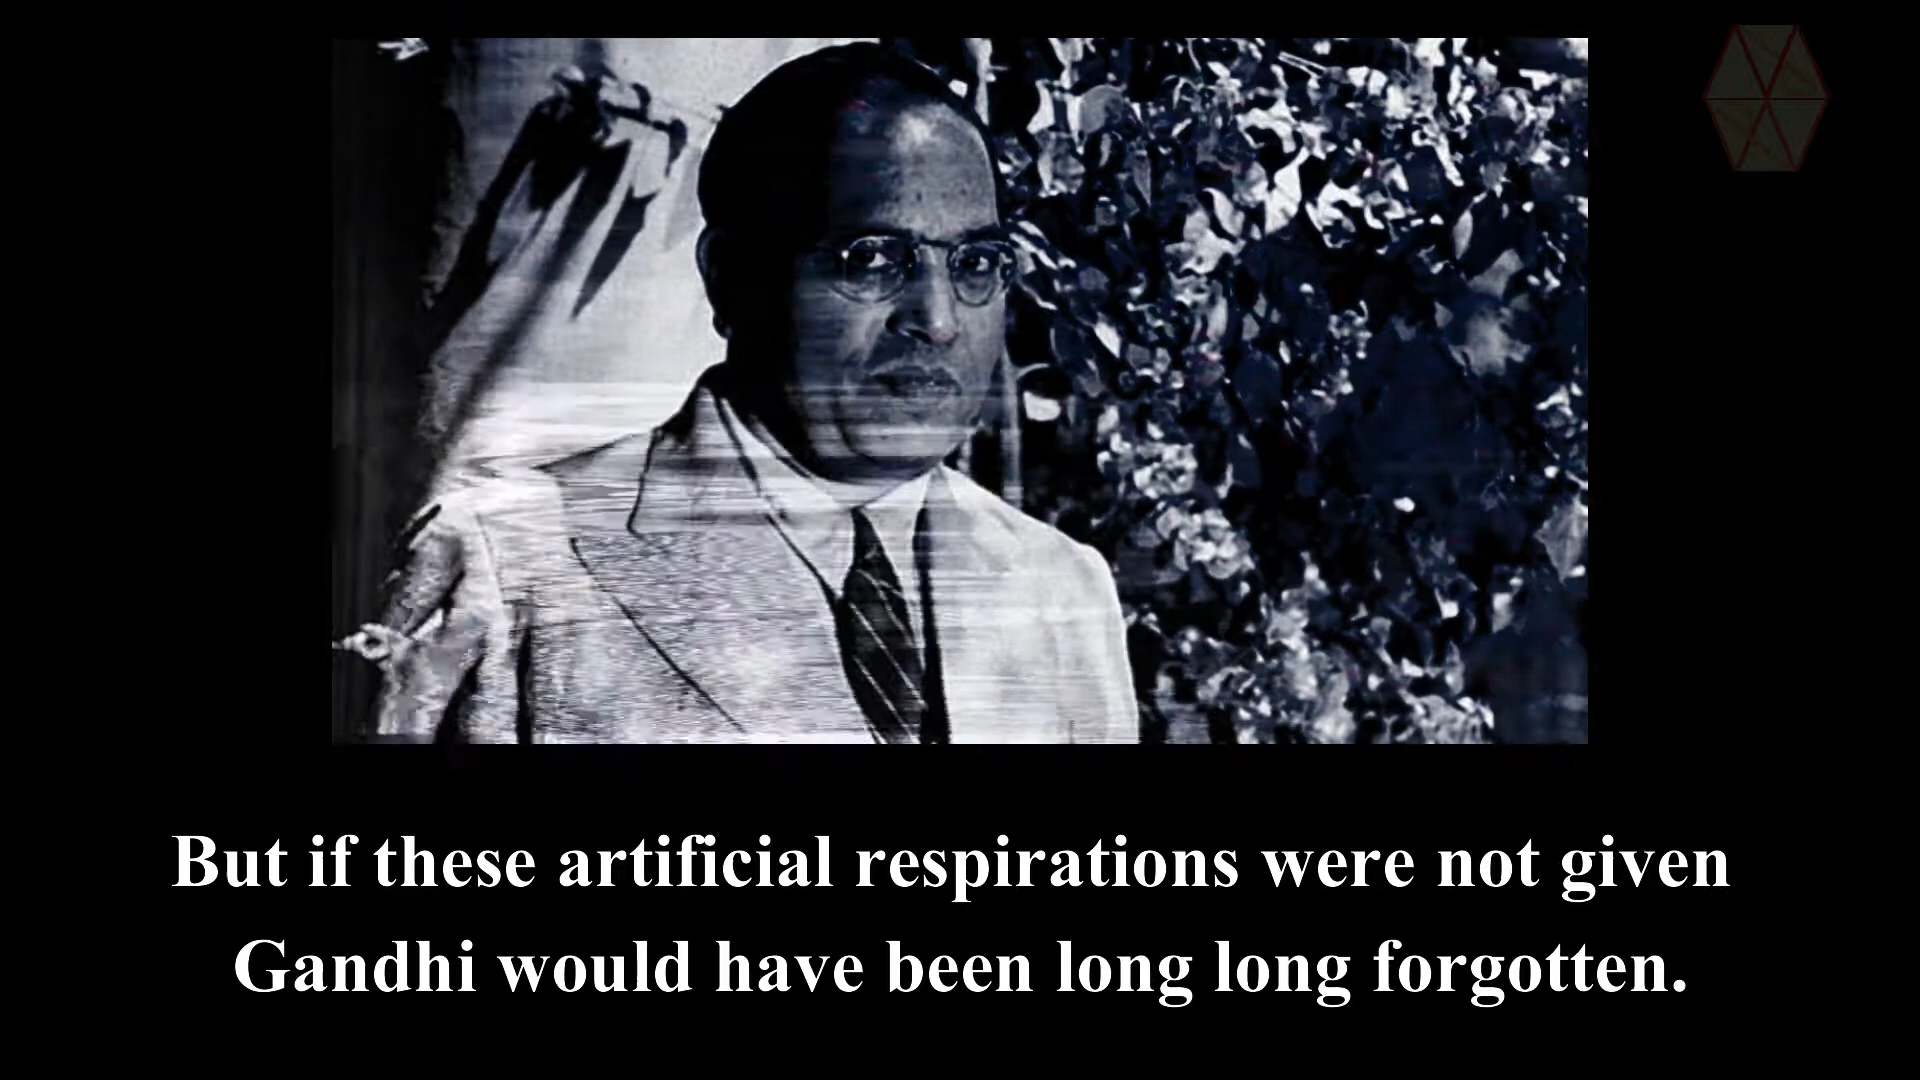 But if these artificial respirations were not given
Gandhi would have been long long forgotten.